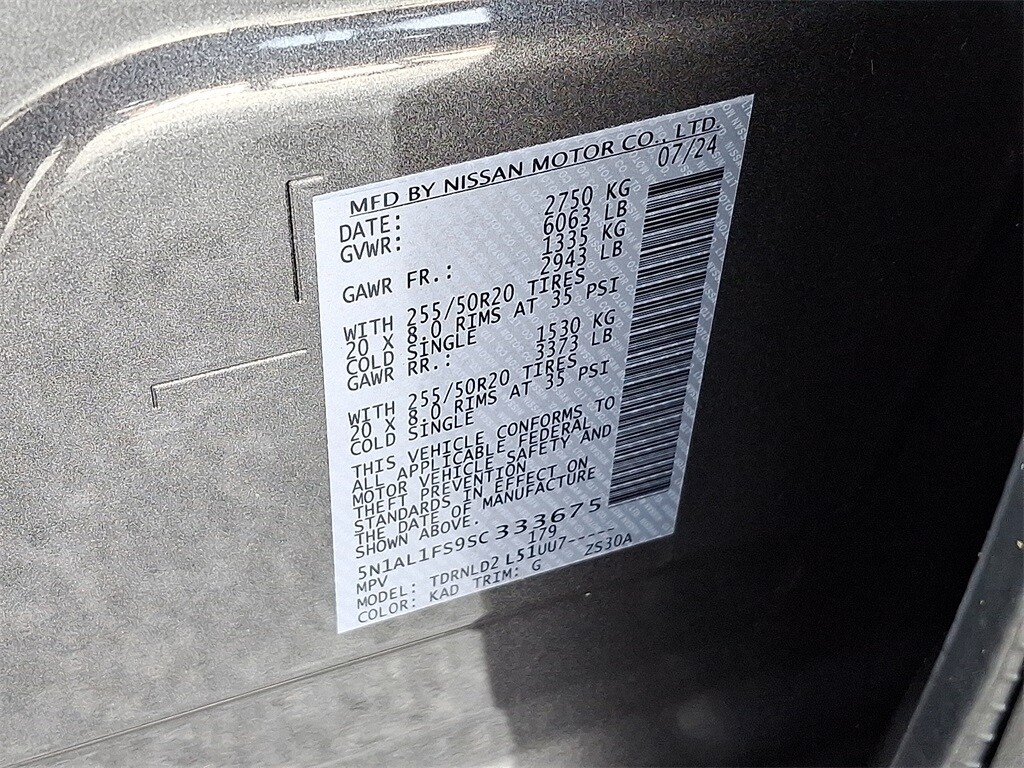 MFD BY NISSAN MOTOR CO., LTD.
DATE: 07/24
GVWR: 2750 KG
6063 LB
GAWR FR.: 1335 KG
2943 LB
WITH 255/50R20 TIRES
20 X 8.0 RIMS AT 35 PSI
COLD SINGLE
GAWR RR.: 1530 KG
3373 LB
WITH 255/50R20 TIRES
20 X 8.0 RIMS AT 35 PSI
COLD SINGLE
THIS VEHICLE CONFORMS TO
ALL APPLICABLE FEDERAL
MOTOR VEHICLE SAFETY AND
THEFT PREVENTION
STANDARDS IN EFFECT ON
THE DATE OF MANUFACTURE
SHOWN ABOVE.
5N1AL1FS9SC333675
MPV 179
MODEL: TDRNLD2 L51UU7-----
COLOR: KAD TRIM: G ZS30A